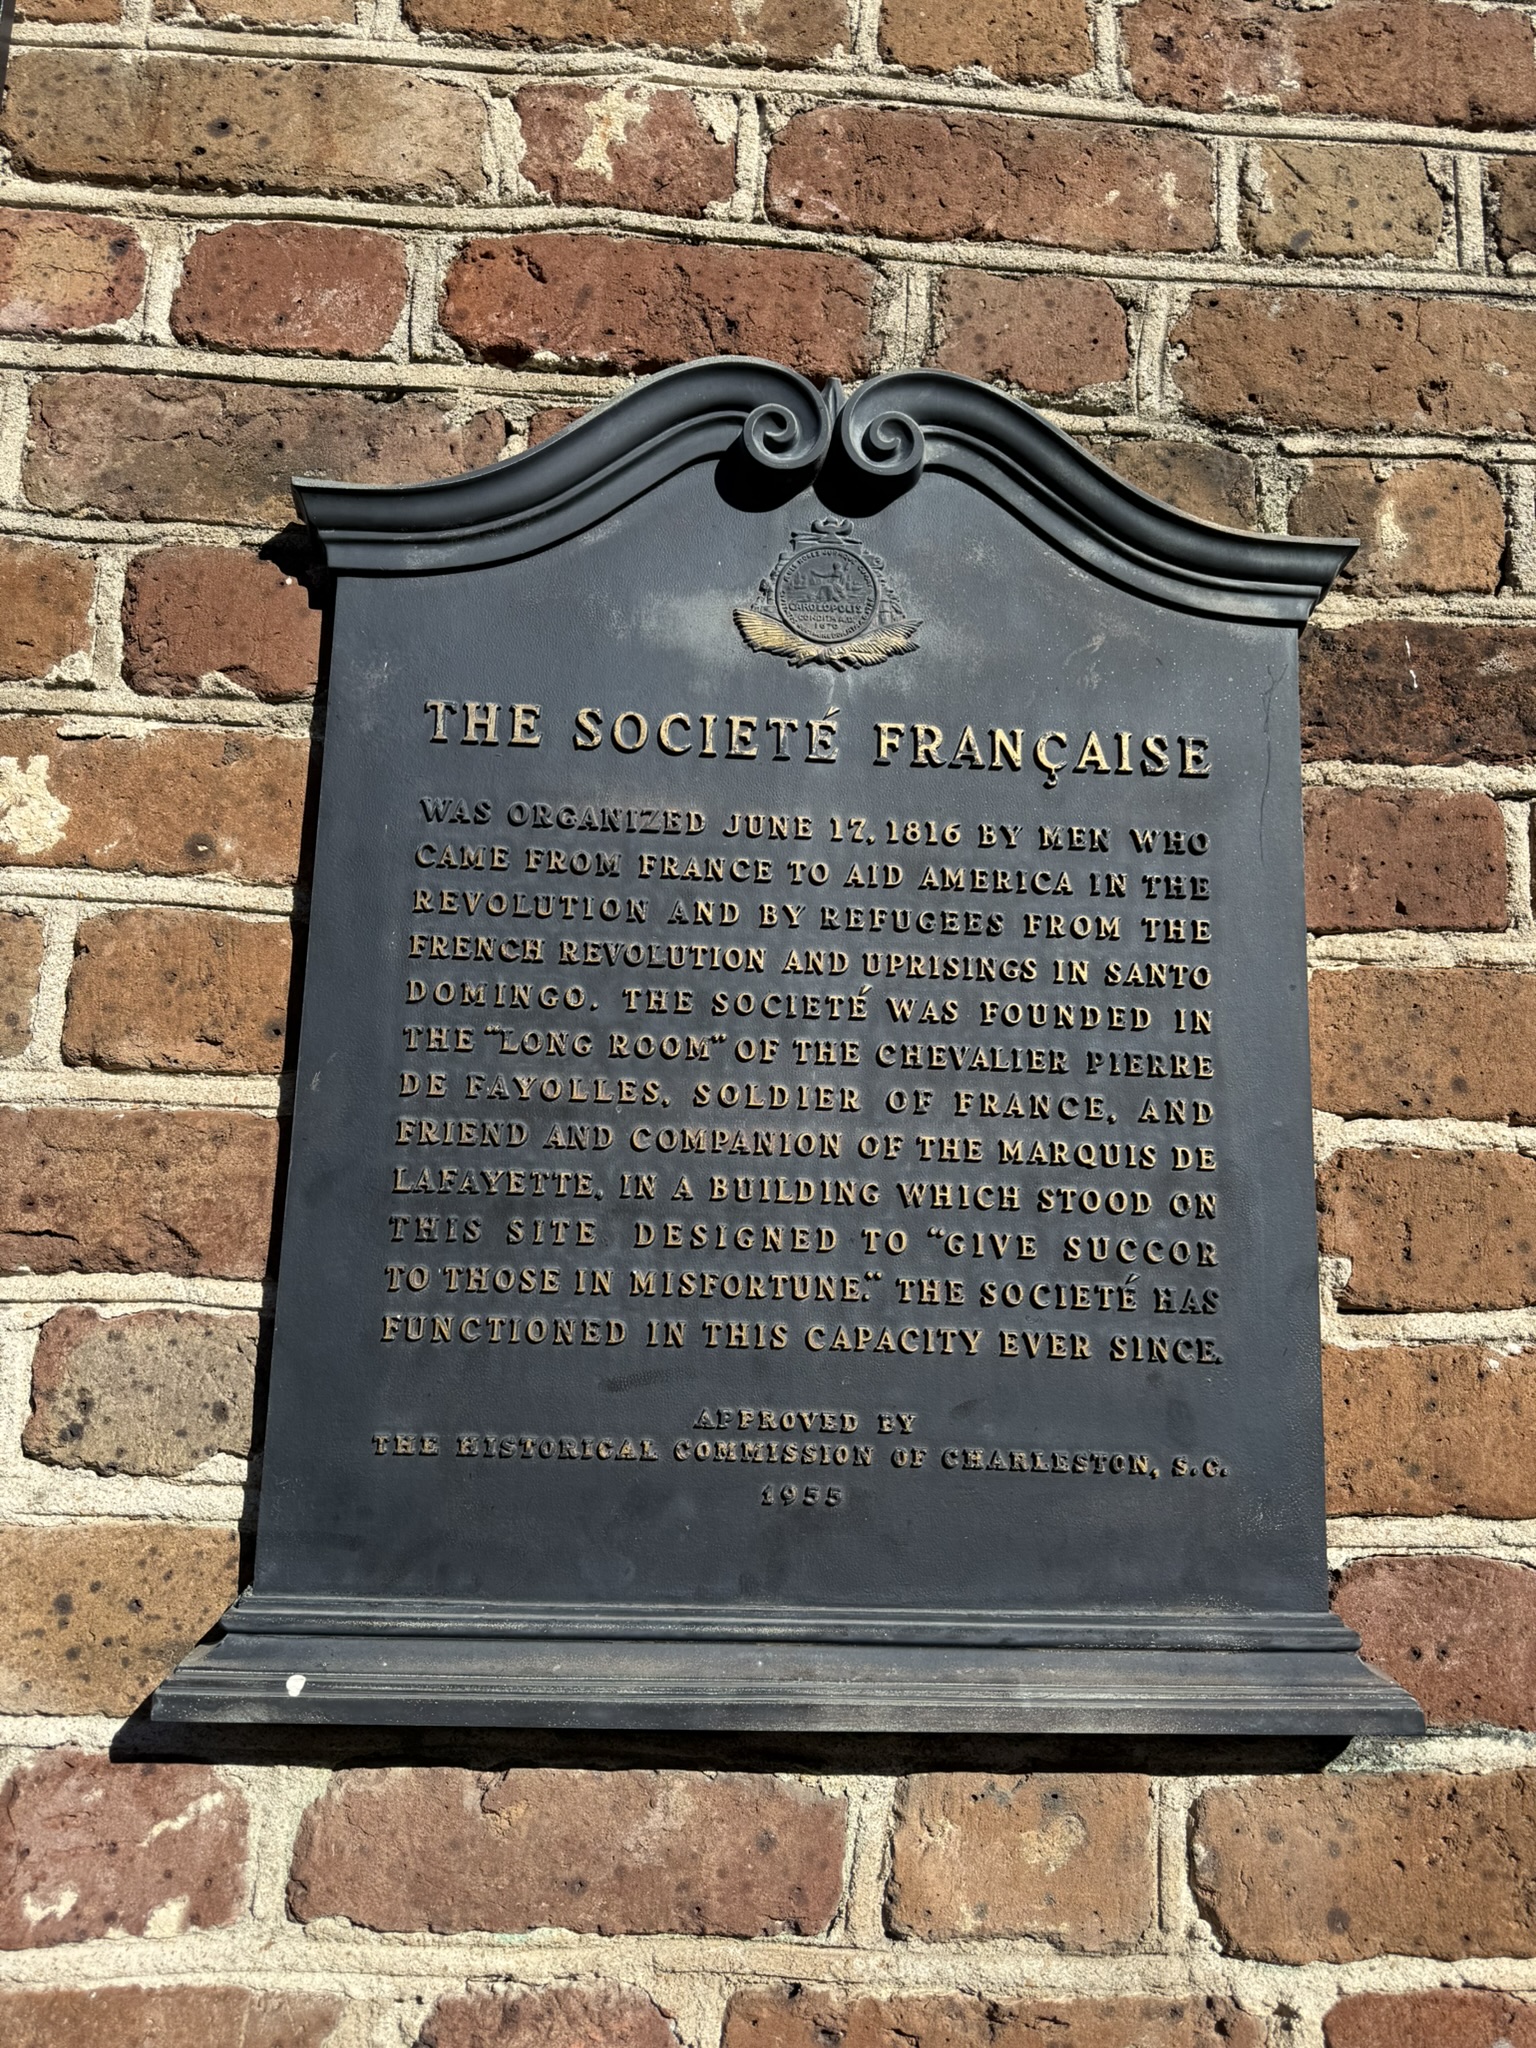 CAROLOPOLIS
CONDITA A.D.
1670
THE SOCIETÉ FRANÇAISE
WAS ORGANIZED JUNE 17, 1816 BY MEN WHO
CAME FROM FRANCE TO AID AMERICA IN THE
REVOLUTION AND BY REFUGEES FROM THE
FRENCH REVOLUTION AND UPRISINGS IN SANTO
DOMINGO. THE SOCIETÉ WAS FOUNDED IN
THE "LONG ROOM" OF THE CHEVALIER PIERRE
DE FAYOLLES, SOLDIER OF FRANCE, AND
FRIEND AND COMPANION OF THE MARQUIS DE
LAFAYETTE, IN A BUILDING WHICH STOOD ON
THIS SITE DESIGNED TO "GIVE SUCCOR
TO THOSE IN MISFORTUNE." THE SOCIETÉ HAS
FUNCTIONED IN THIS CAPACITY EVER SINCE.
APPROVED BY
THE HISTORICAL COMMISSION OF CHARLESTON, S.C.
1955